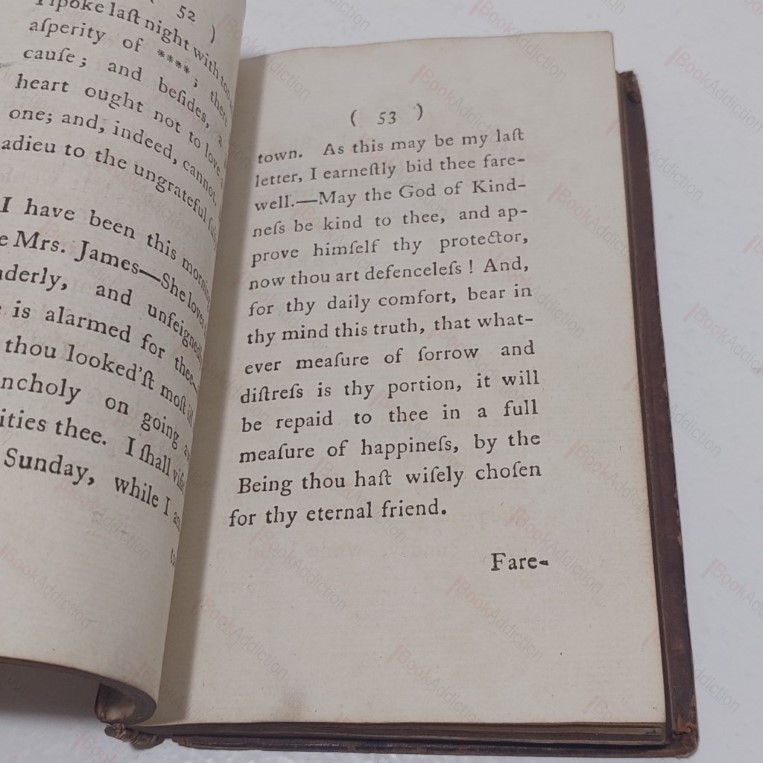 ( 52 )
I ſpoke laſt night with too
aſperity of ****; there
cauſe; and beſides, a
heart ought not to love
one; and, indeed, cannot
adieu to the ungrateful
I have been this morning
Mrs. James—She loves
and unfeigned
is alarmed for thee
thou looked'ſt moſt ill
on going
thee. I ſhall viſit
Sunday, while I
( 53 )
town. As this may be my laſt
letter, I earneſtly bid thee fare-
well.—May the God of Kind-
neſs be kind to thee, and ap-
prove himſelf thy protector,
now thou art defenceleſs ! And,
for thy daily comfort, bear in
thy mind this truth, that what-
ever meaſure of ſorrow and
diſtreſs is thy portion, it will
be repaid to thee in a full
meaſure of happineſs, by the
Being thou haſt wiſely choſen
for thy eternal friend.
Fare-
BookAddiction